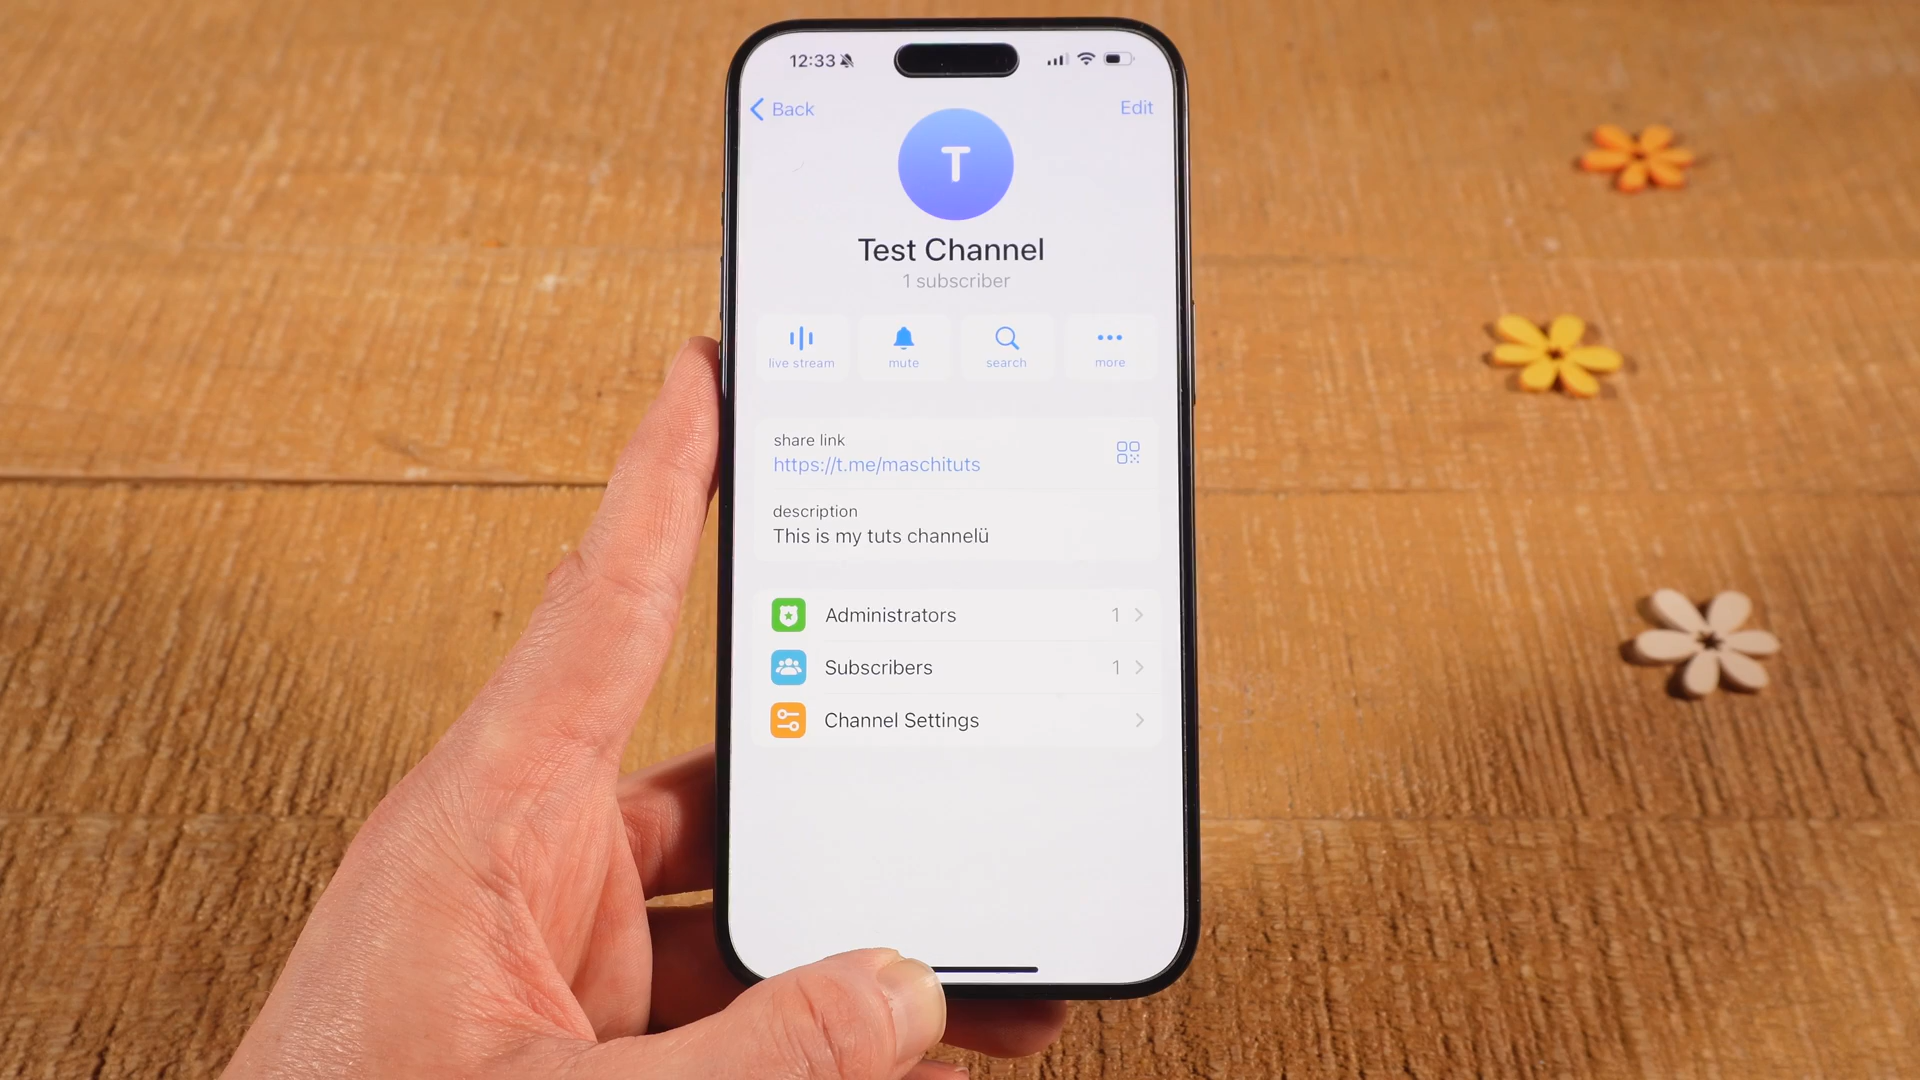 12:33
Back
Edit
T
Test Channel
1 subscriber
live stream
mute
search
more
share link
https://t.me/maschituts
description
This is my tuts channelü
Administrators 1
Subscribers 1
Channel Settings